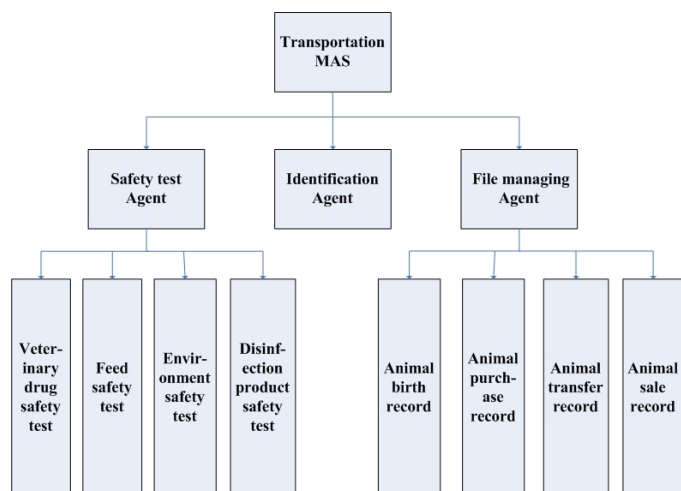 Transportation
MAS
Safety test
Agent
Identification
Agent
File managing
Agent
Veter-
inary
drug
safety
test
Feed
safety
test
Envir-
onment
safety
test
Disinf-
ection
product
safety
test
Animal
birth
record
Animal
purch-
ase
record
Animal
transfer
record
Animal
sale
record